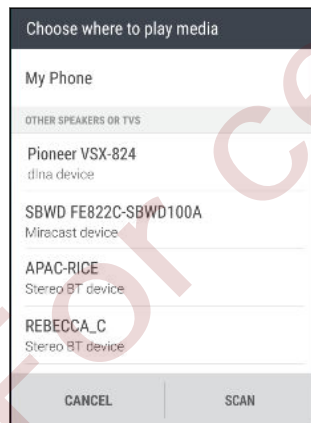 Choose where to play media
My Phone
OTHER SPEAKERS OR TVS
Pioneer VSX-824
dlna device
SBWD FE822C-SBWD100A
Miracast device
APAC-RICE
Stereo BT device
REBECCA_C
Stereo BT device
CANCEL SCAN